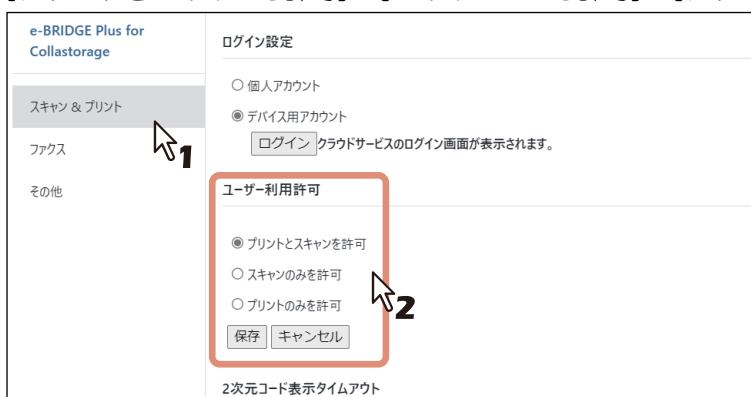 e-BRIDGE Plus for
Collastorage
スキャン & プリント
ファクス
その他
1
ログイン設定
個人アカウント
デバイス用アカウント
ログイン クラウドサービスのログイン画面が表示されます。
ユーザー利用許可
プリントとスキャンを許可
スキャンのみを許可
プリントのみを許可
2
保存 キャンセル
2次元コード表示タイムアウト